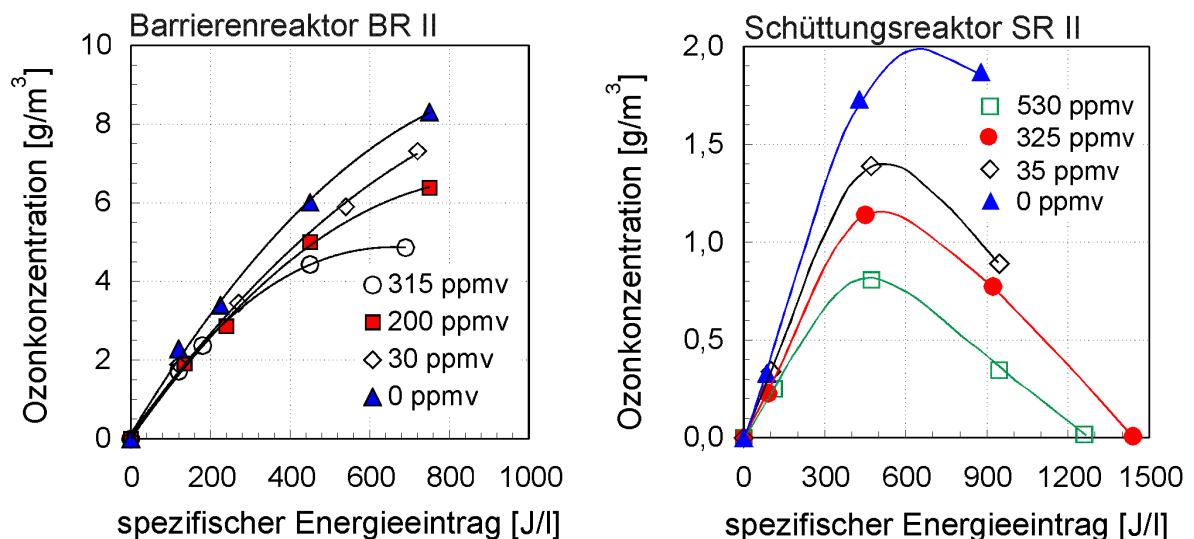 Barrierenreaktor BR II
Ozonkonzentration [g/m³]
10
8
6
4
2
0
315 ppmv
200 ppmv
30 ppmv
0 ppmv
0 200 400 600 800 1000
spezifischer Energieeintrag [J/l]
Schüttungsreaktor SR II
Ozonkonzentration [g/m³]
2,0
1,5
1,0
0,5
0,0
530 ppmv
325 ppmv
35 ppmv
0 ppmv
0 300 600 900 1200 1500
spezifischer Energieeintrag [J/l]